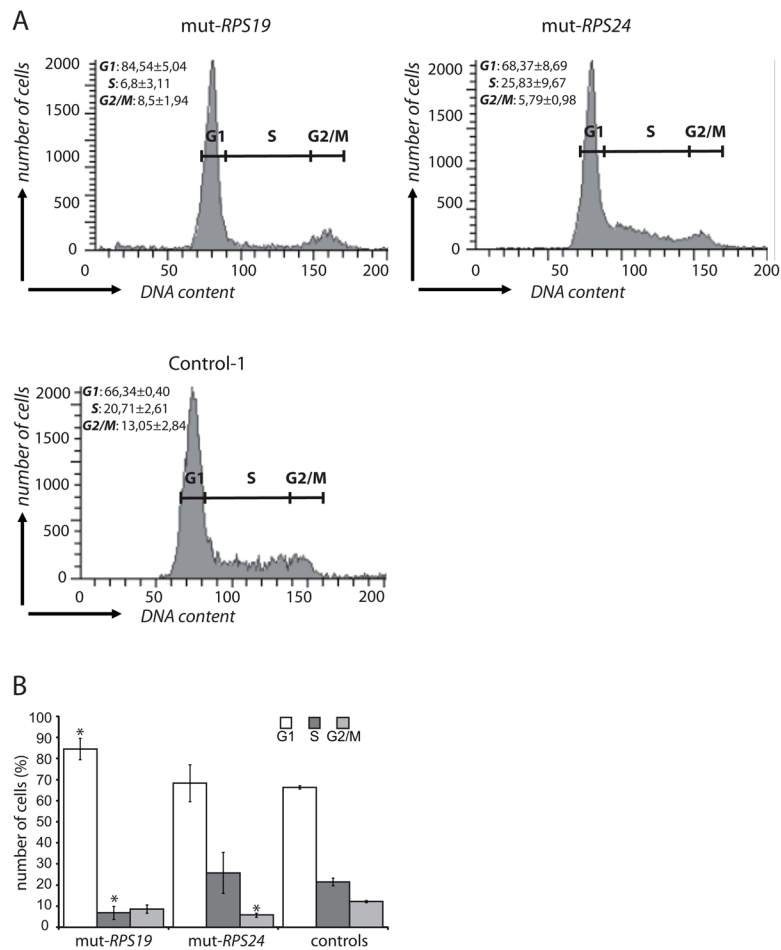 A
mut-RPS19
number of cells
2000
1500
1000
500
0
G1: 84,54±5,04
S: 6,8±3,11
G2/M: 8,5±1,94
G1 S G2/M
0 50 100 150 200
DNA content
mut-RPS24
number of cells
2000
1500
1000
500
0
G1: 68,37±8,69
S: 25,83±9,67
G2/M: 5,79±0,98
G1 S G2/M
0 50 100 150 200
DNA content
Control-1
number of cells
2000
1500
1000
500
0
G1: 66,34±0,40
S: 20,71±2,61
G2/M: 13,05±2,84
G1 S G2/M
0 50 100 150 200
DNA content
B
number of cells (%)
100
90
80
70
60
50
40
30
20
10
0
*
*
*
G1 S G2/M
mut-RPS19 mut-RPS24 controls